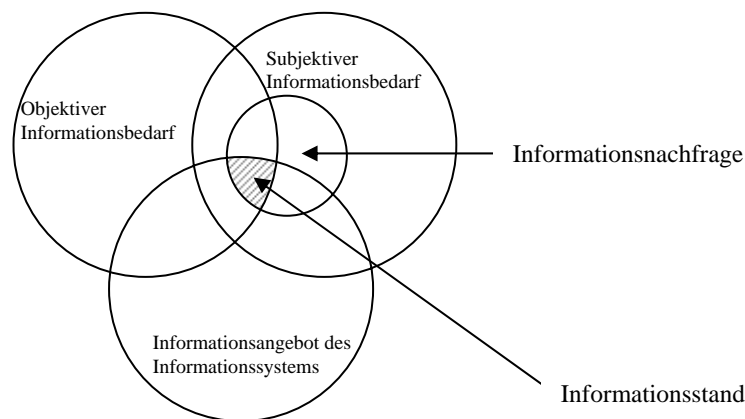 Subjektiver
Informationsbedarf
Objektiver
Informationsbedarf
Informationsnachfrage
Informationsangebot des
Informationssystems
Informationsstand